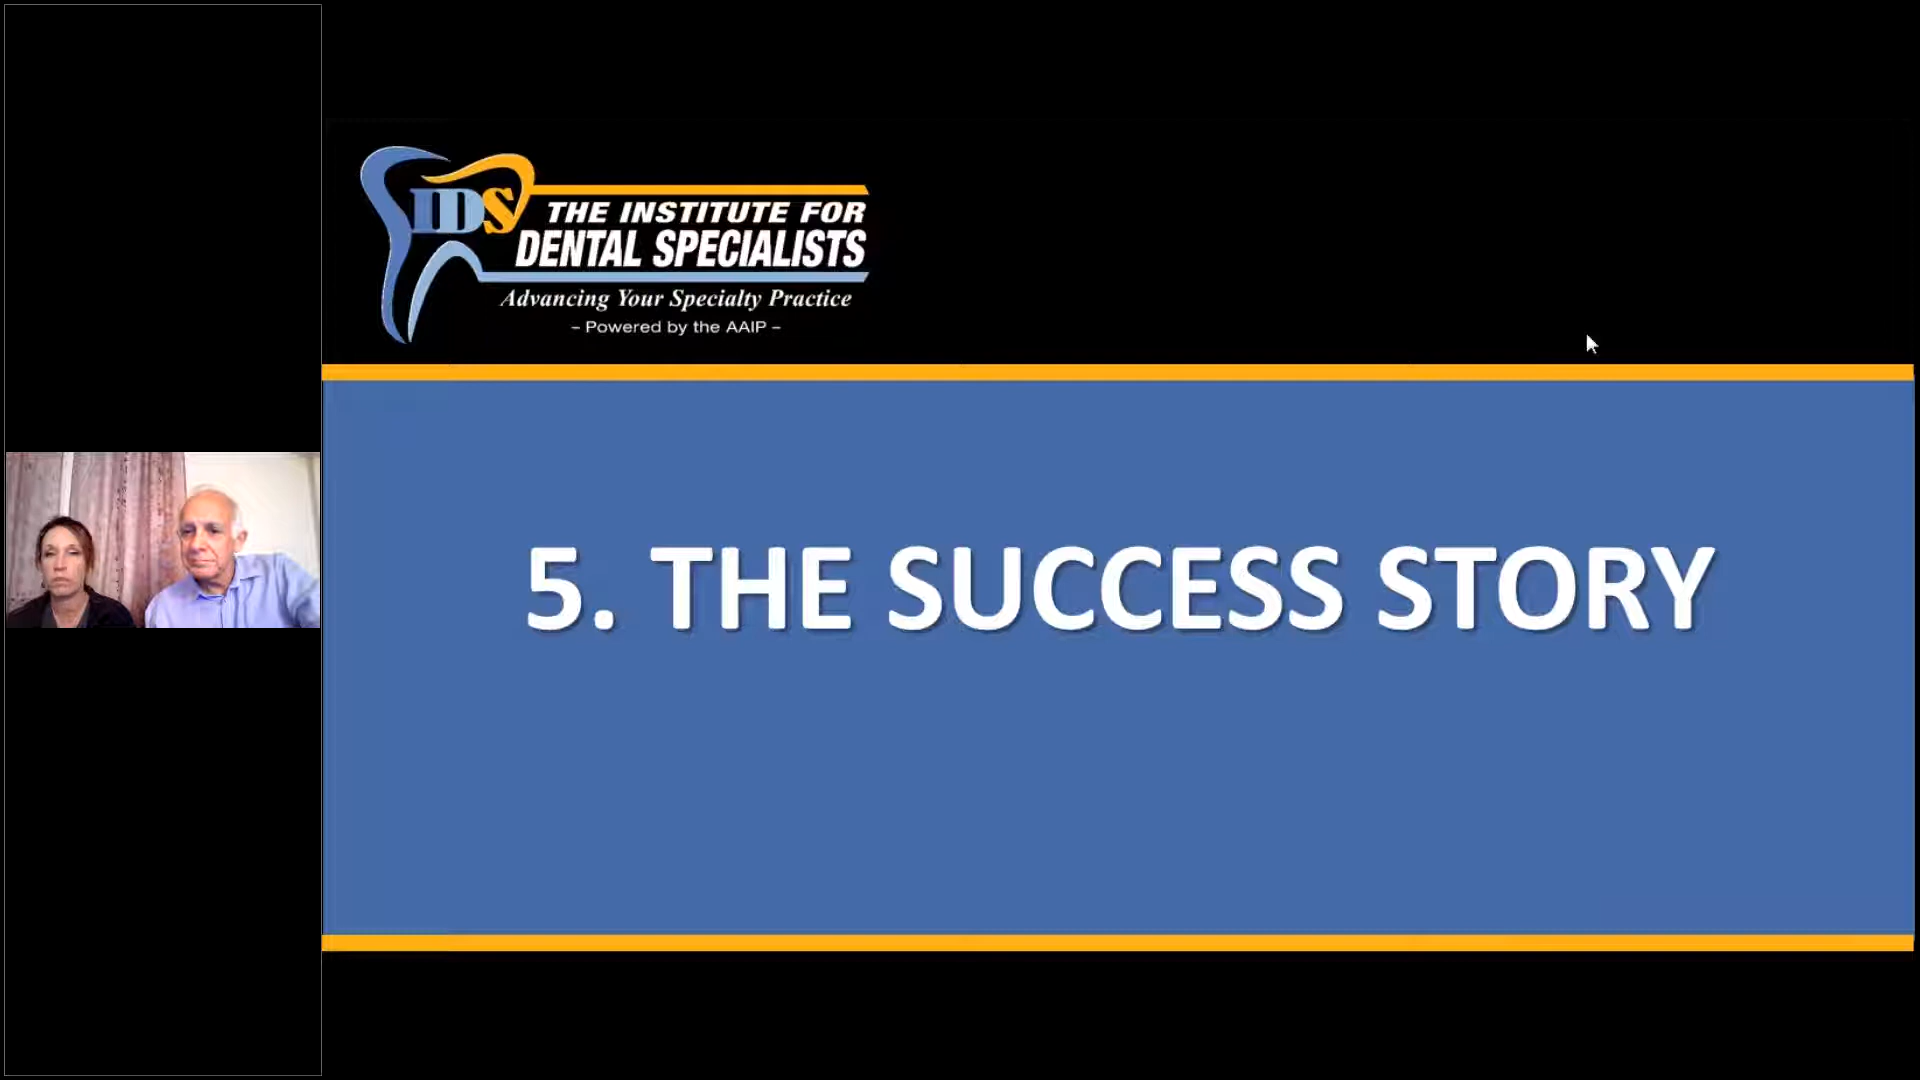 IDS
THE INSTITUTE FOR
DENTAL SPECIALISTS
Advancing Your Specialty Practice
– Powered by the AAIP –
5. THE SUCCESS STORY